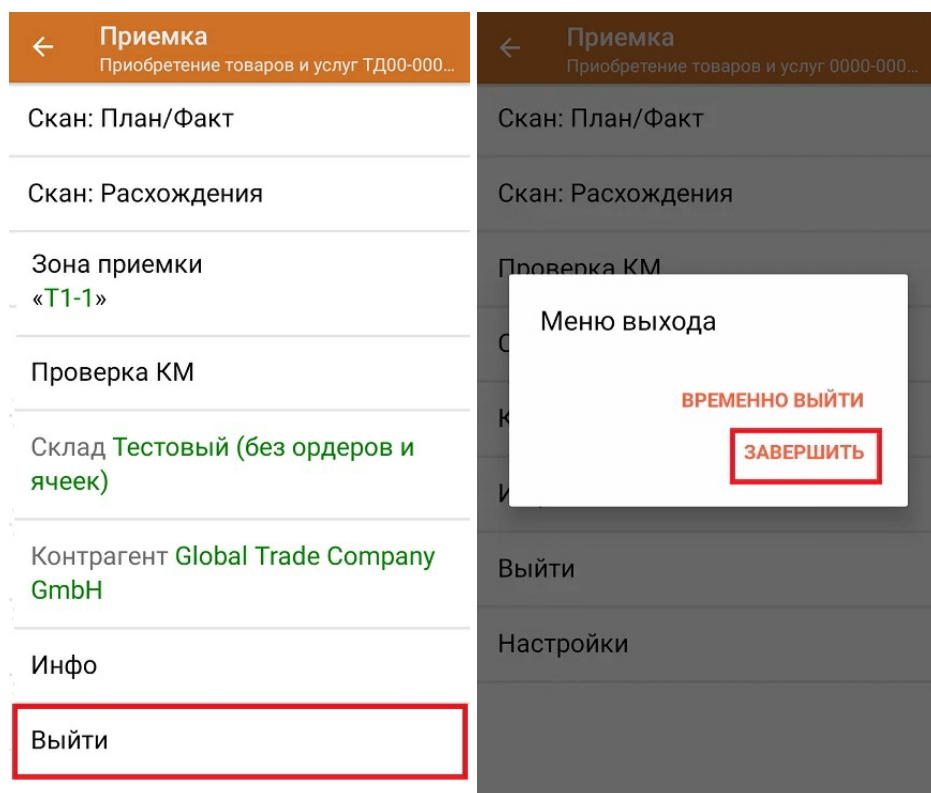 Приемка
Приобретение товаров и услуг ТД00-000...
Скан: План/Факт
Скан: Расхождения
Зона приемки
«Т1-1»
Проверка КМ
Склад Тестовый (без ордеров и
ячеек)
Контрагент Global Trade Company
GmbH
Инфо
Выйти
Приемка
Приобретение товаров и услуг 0000-000...
Скан: План/Факт
Скан: Расхождения
Проверка КМ
Меню выхода
ВРЕМЕННО ВЫЙТИ
ЗАВЕРШИТЬ
Выйти
Настройки